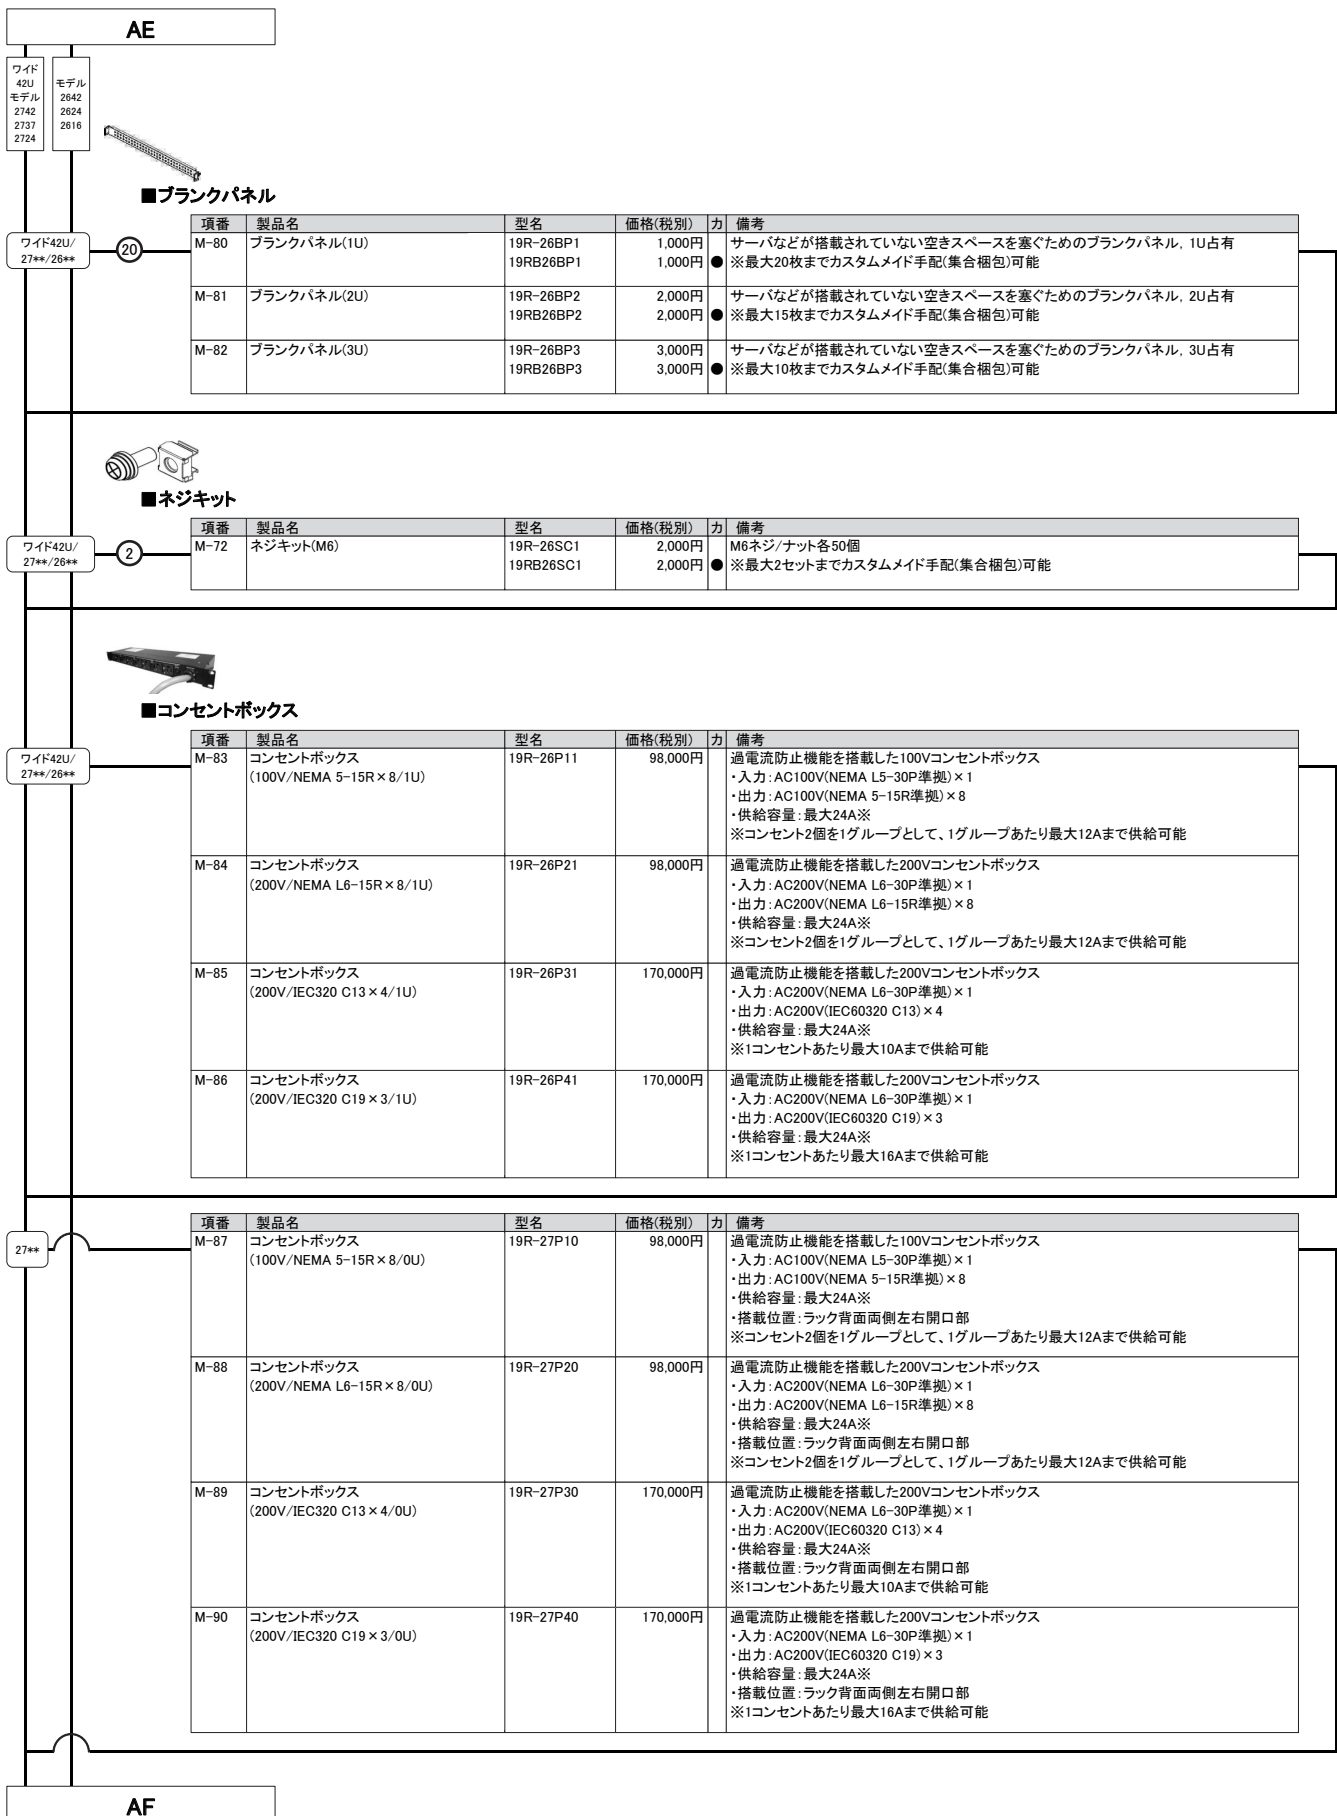 AE
ワイド
42U
モデル
2742
2737
2724
モデル
2642
2624
2616
■ブランクパネル
項番 製品名 型名 価格(税別) カ 備考
ワイド42U/
27**/26**
20
M-80 ブランクパネル(1U) 19R-26BP1 1,000円 サーバなどが搭載されていない空きスペースを塞ぐためのブランクパネル, 1U占有
19RB26BP1 1,000円 ● ※最大20枚までカスタムメイド手配(集合梱包)可能
M-81 ブランクパネル(2U) 19R-26BP2 2,000円 サーバなどが搭載されていない空きスペースを塞ぐためのブランクパネル, 2U占有
19RB26BP2 2,000円 ● ※最大15枚までカスタムメイド手配(集合梱包)可能
M-82 ブランクパネル(3U) 19R-26BP3 3,000円 サーバなどが搭載されていない空きスペースを塞ぐためのブランクパネル, 3U占有
19RB26BP3 3,000円 ● ※最大10枚までカスタムメイド手配(集合梱包)可能
■ネジキット
項番 製品名 型名 価格(税別) カ 備考
ワイド42U/
27**/26**
2
M-72 ネジキット(M6) 19R-26SC1 2,000円 M6ネジ/ナット各50個
19RB26SC1 2,000円 ● ※最大2セットまでカスタムメイド手配(集合梱包)可能
■コンセントボックス
項番 製品名 型名 価格(税別) カ 備考
ワイド42U/
27**/26**
M-83 コンセントボックス 19R-26P11 98,000円 過電流防止機能を搭載した100Vコンセントボックス
(100V/NEMA 5-15R×8/1U) ・入力:AC100V(NEMA L5-30P準拠)×1
・出力:AC100V(NEMA 5-15R準拠)×8
・供給容量:最大24A※
※コンセント2個を1グループとして、1グループあたり最大12Aまで供給可能
M-84 コンセントボックス 19R-26P21 98,000円 過電流防止機能を搭載した200Vコンセントボックス
(200V/NEMA L6-15R×8/1U) ・入力:AC200V(NEMA L6-30P準拠)×1
・出力:AC200V(NEMA L6-15R準拠)×8
・供給容量:最大24A※
※コンセント2個を1グループとして、1グループあたり最大12Aまで供給可能
M-85 コンセントボックス 19R-26P31 170,000円 過電流防止機能を搭載した200Vコンセントボックス
(200V/IEC320 C13×4/1U) ・入力:AC200V(NEMA L6-30P準拠)×1
・出力:AC200V(IEC60320 C13)×4
・供給容量:最大24A※
※1コンセントあたり最大10Aまで供給可能
M-86 コンセントボックス 19R-26P41 170,000円 過電流防止機能を搭載した200Vコンセントボックス
(200V/IEC320 C19×3/1U) ・入力:AC200V(NEMA L6-30P準拠)×1
・出力:AC200V(IEC60320 C19)×3
・供給容量:最大24A※
※1コンセントあたり最大16Aまで供給可能
項番 製品名 型名 価格(税別) カ 備考
27**
M-87 コンセントボックス 19R-27P10 98,000円 過電流防止機能を搭載した100Vコンセントボックス
(100V/NEMA 5-15R×8/0U) ・入力:AC100V(NEMA L5-30P準拠)×1
・出力:AC100V(NEMA 5-15R準拠)×8
・供給容量:最大24A※
・搭載位置:ラック背面両側左右開口部
※コンセント2個を1グループとして、1グループあたり最大12Aまで供給可能
M-88 コンセントボックス 19R-27P20 98,000円 過電流防止機能を搭載した200Vコンセントボックス
(200V/NEMA L6-15R×8/0U) ・入力:AC200V(NEMA L6-30P準拠)×1
・出力:AC200V(NEMA L6-15R準拠)×8
・供給容量:最大24A※
・搭載位置:ラック背面両側左右開口部
※コンセント2個を1グループとして、1グループあたり最大12Aまで供給可能
M-89 コンセントボックス 19R-27P30 170,000円 過電流防止機能を搭載した200Vコンセントボックス
(200V/IEC320 C13×4/0U) ・入力:AC200V(NEMA L6-30P準拠)×1
・出力:AC200V(IEC60320 C13)×4
・供給容量:最大24A※
・搭載位置:ラック背面両側左右開口部
※1コンセントあたり最大10Aまで供給可能
M-90 コンセントボックス 19R-27P40 170,000円 過電流防止機能を搭載した200Vコンセントボックス
(200V/IEC320 C19×3/0U) ・入力:AC200V(NEMA L6-30P準拠)×1
・出力:AC200V(IEC60320 C19)×3
・供給容量:最大24A※
・搭載位置:ラック背面両側左右開口部
※1コンセントあたり最大16Aまで供給可能
AF